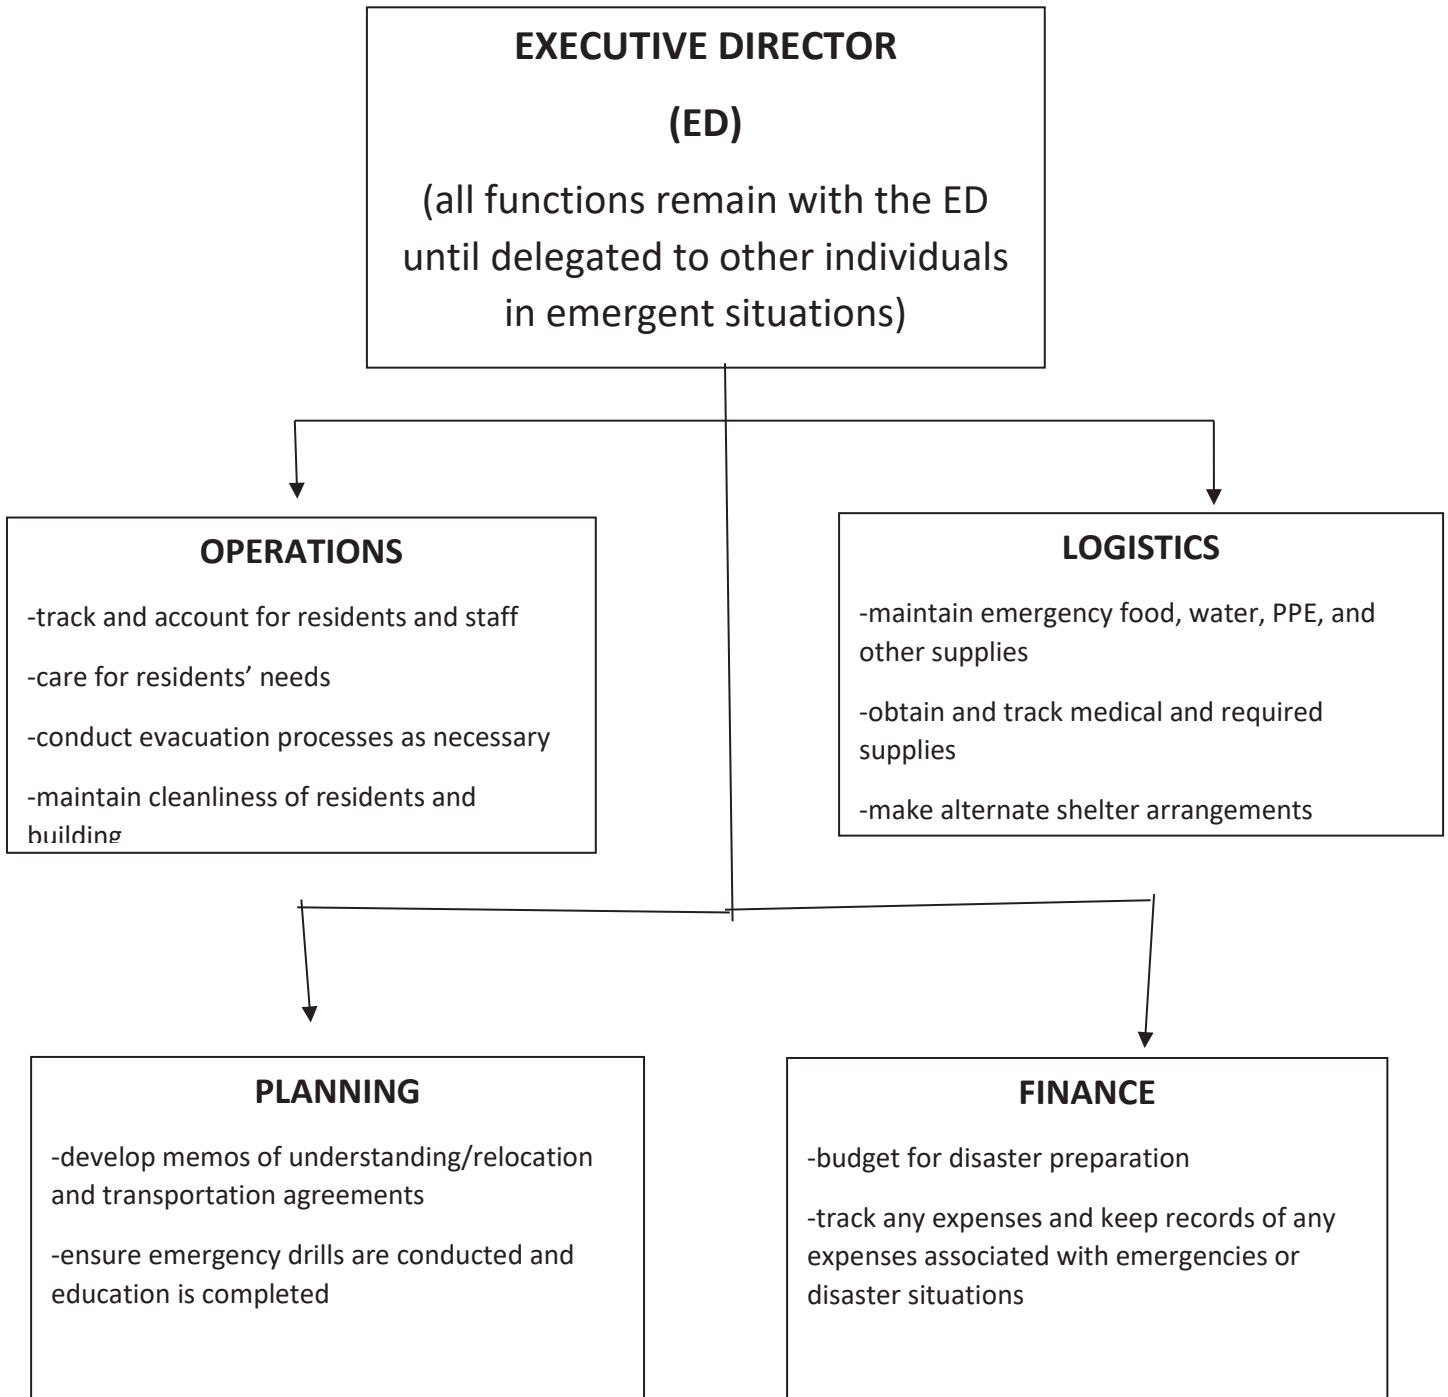 EXECUTIVE DIRECTOR
(ED)
(all functions remain with the ED
until delegated to other individuals
in emergent situations)
OPERATIONS
-track and account for residents and staff
-care for residents’ needs
-conduct evacuation processes as necessary
-maintain cleanliness of residents and
building
LOGISTICS
-maintain emergency food, water, PPE, and
other supplies
-obtain and track medical and required
supplies
-make alternate shelter arrangements
PLANNING
-develop memos of understanding/relocation
and transportation agreements
-ensure emergency drills are conducted and
education is completed
FINANCE
-budget for disaster preparation
-track any expenses and keep records of any
expenses associated with emergencies or
disaster situations